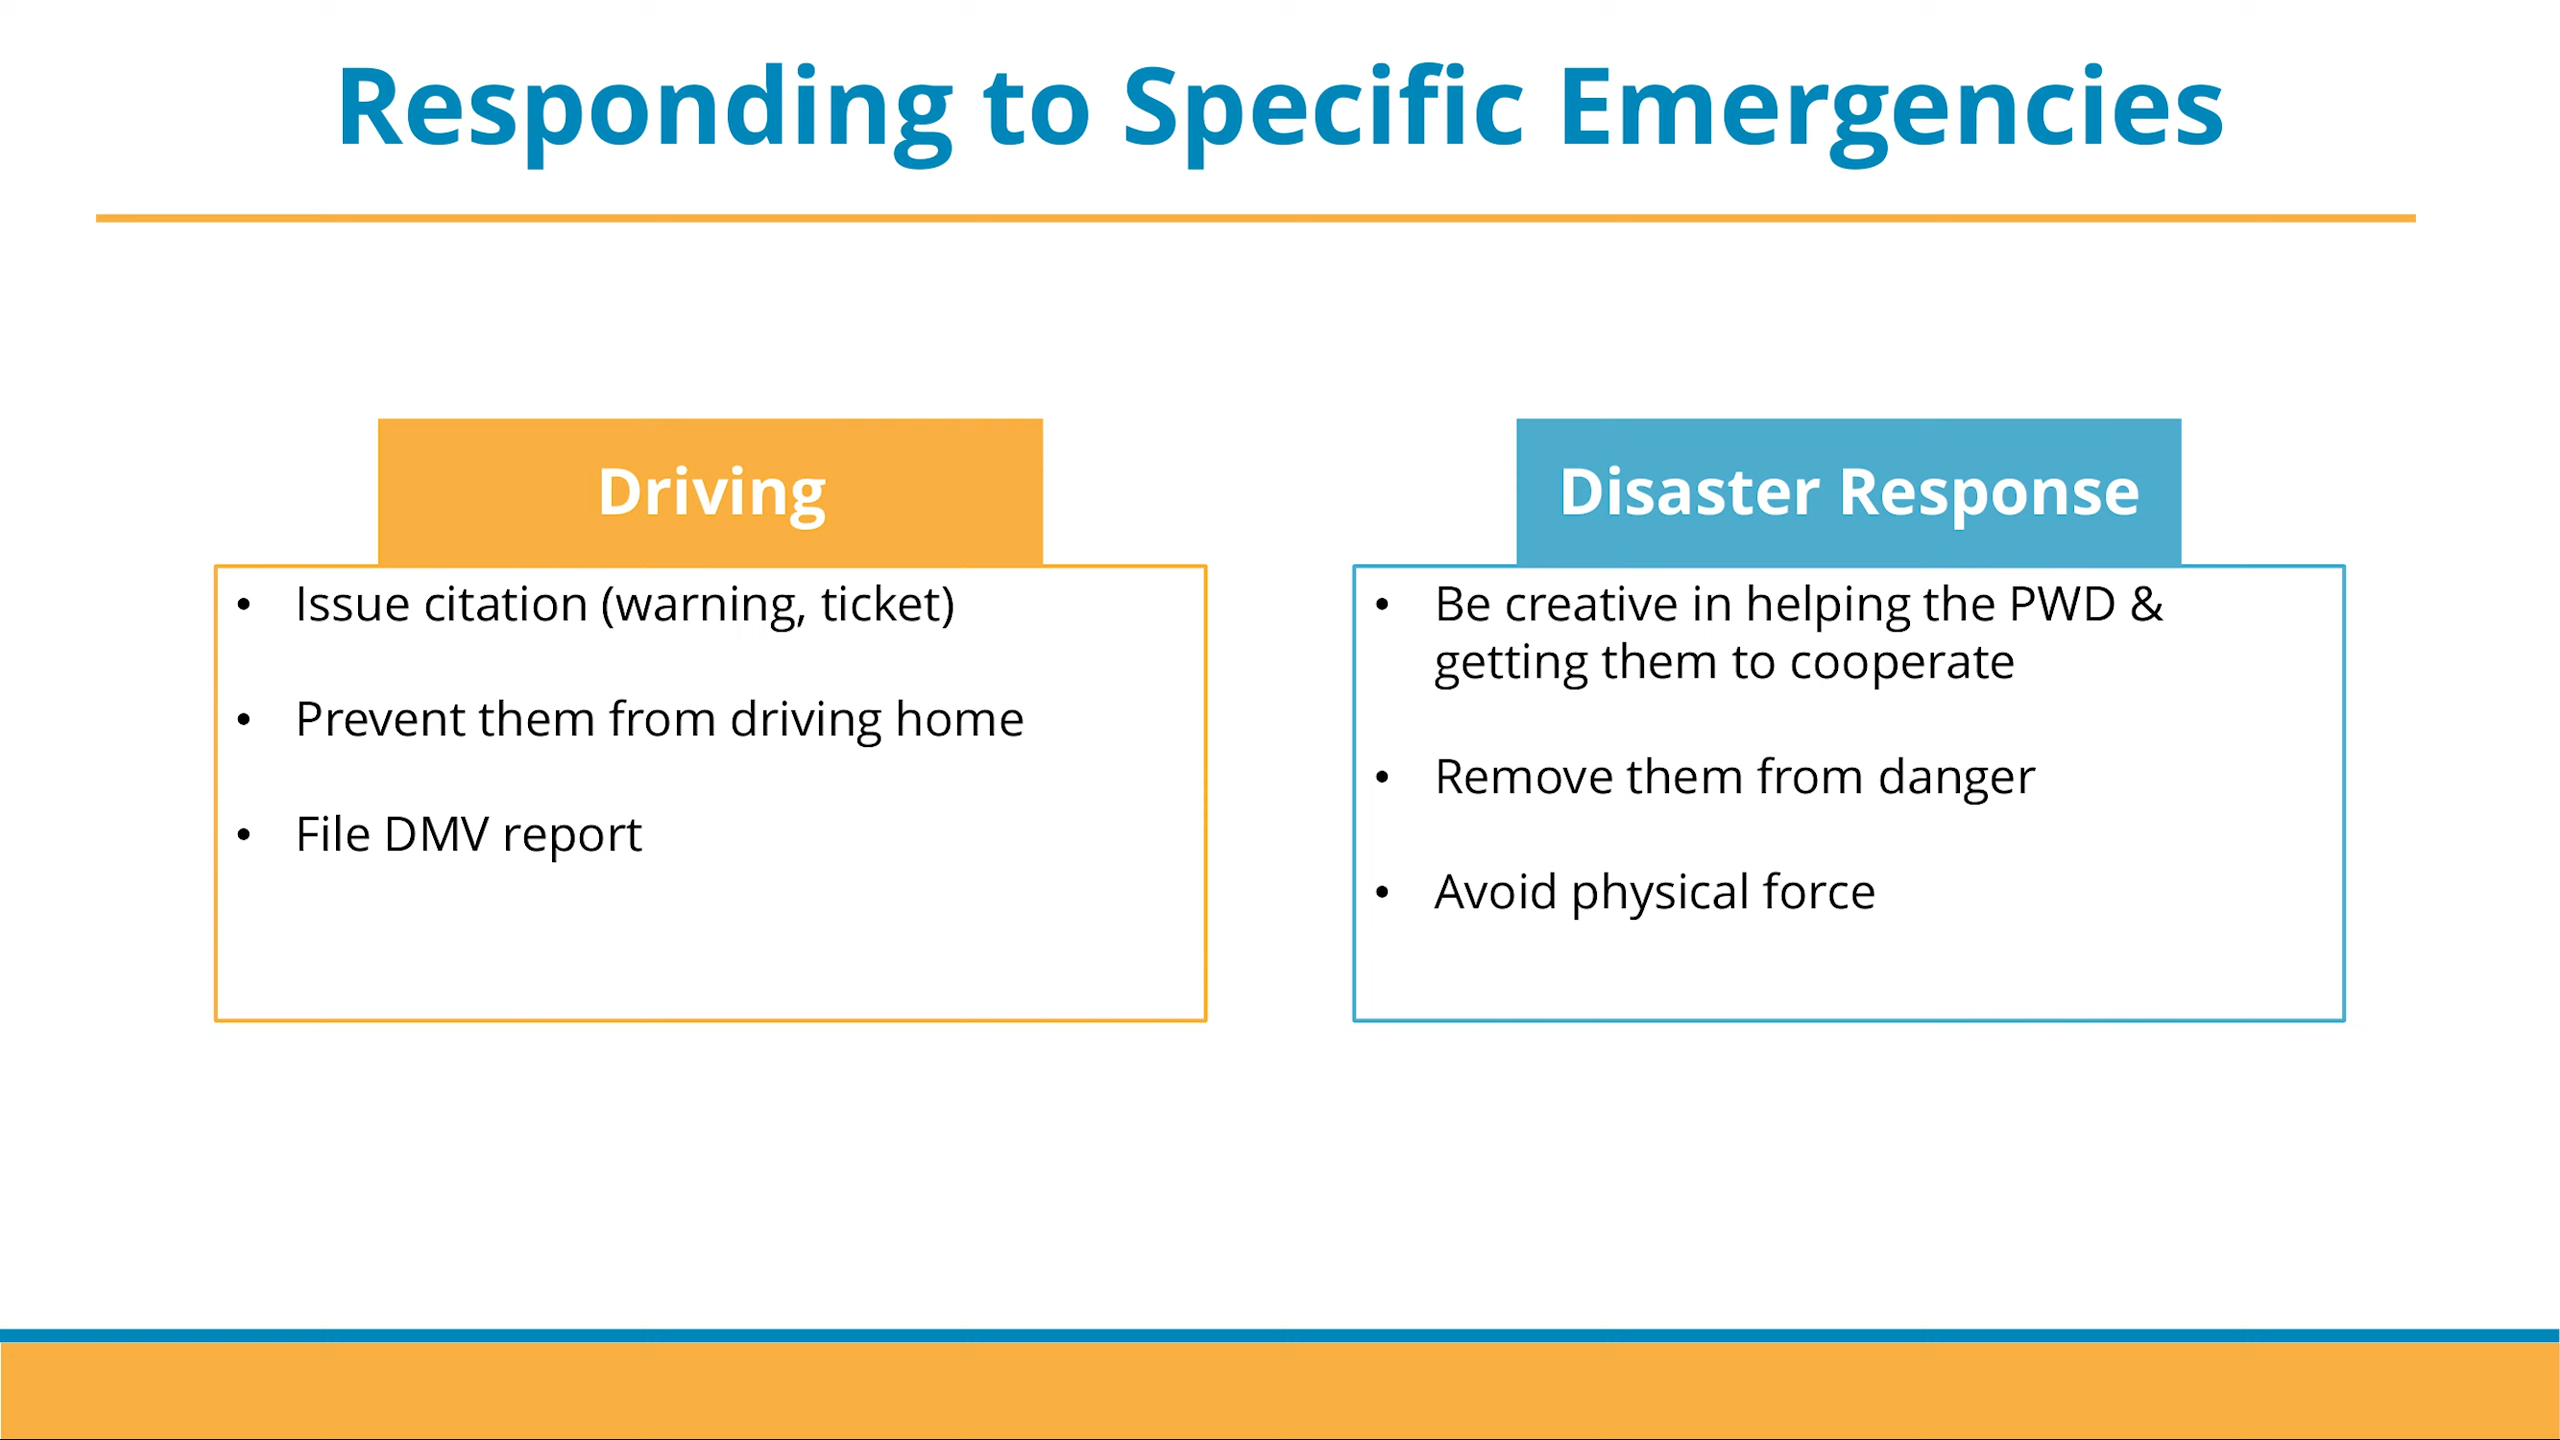 Responding to Specific Emergencies
Driving
• Issue citation (warning, ticket)
• Prevent them from driving home
• File DMV report
Disaster Response
• Be creative in helping the PWD &
getting them to cooperate
• Remove them from danger
• Avoid physical force